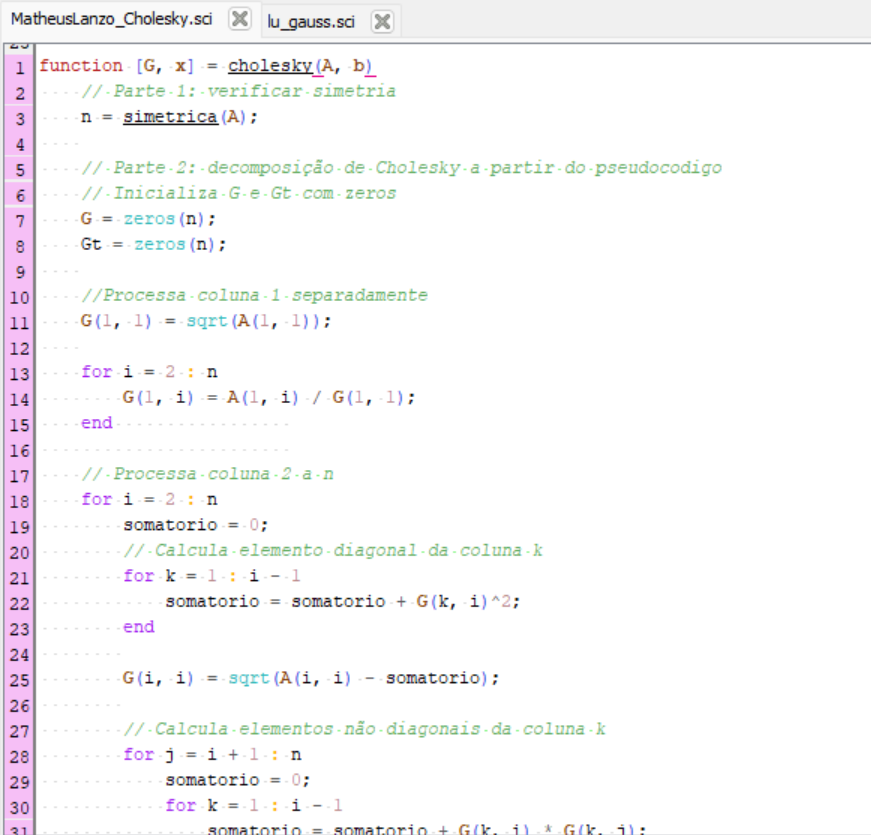 MatheusLanzo_Cholesky.sci lu_gauss.sci
1 function [G, x] = cholesky(A, b)
2 // Parte 1: verificar simetria
3 n = simetrica(A);
4
5 // Parte 2: decomposição de Cholesky a partir do pseudocodigo
6 // Inicializa G e Gt com zeros
7 G = zeros(n);
8 Gt = zeros(n);
9
10 //Processa coluna 1 separadamente
11 G(1, 1) = sqrt(A(1, 1));
12
13 for i = 2 : n
14 G(1, i) = A(1, i) / G(1, 1);
15 end
16
17 // Processa coluna 2 a n
18 for i = 2 : n
19 somatorio = 0;
20 // Calcula elemento diagonal da coluna k
21 for k = 1 : i - 1
22 somatorio = somatorio + G(k, i)^2;
23 end
24
25 G(i, i) = sqrt(A(i, i) - somatorio);
26
27 // Calcula elementos não diagonais da coluna k
28 for j = i + 1 : n
29 somatorio = 0;
30 for k = 1 : i - 1
31 somatorio = somatorio + G(k, i) * G(k, j);